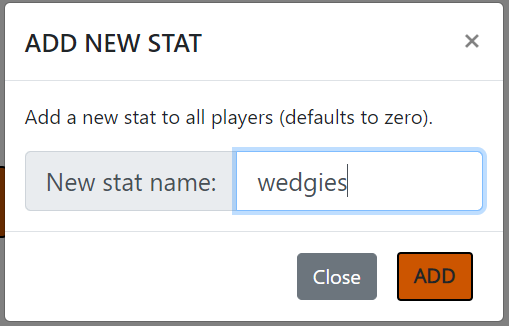 ADD NEW STAT
×
Add a new stat to all players (defaults to zero).
New stat name: wedgies
Close ADD